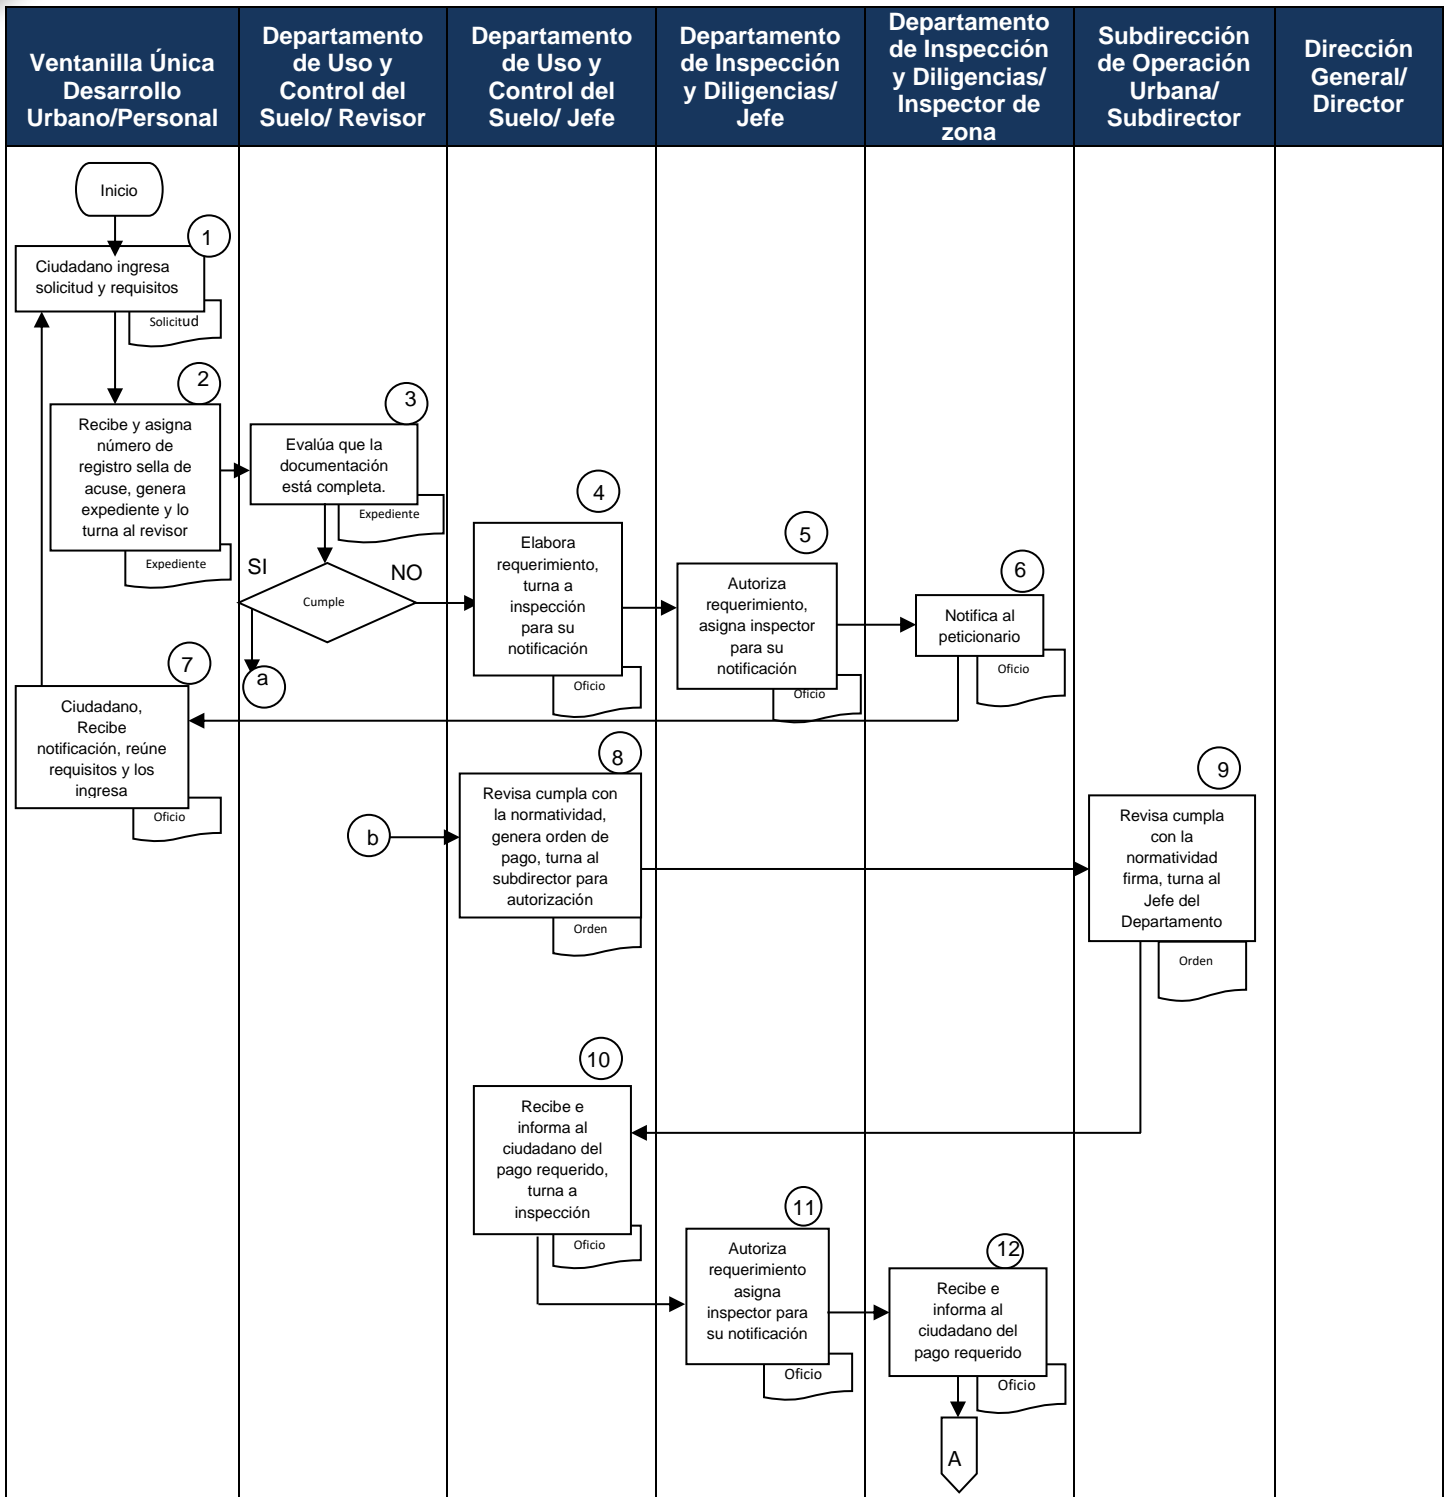 Ventanilla Única
Desarrollo
Urbano/Personal
Departamento
de Uso y
Control del
Suelo/ Revisor
Departamento
de Uso y
Control del
Suelo/ Jefe
Departamento
de Inspección
y Diligencias/
Jefe
Departamento
de Inspección
y Diligencias/
Inspector de
zona
Subdirección
de Operación
Urbana/
Subdirector
Dirección
General/
Director
Inicio
1
Ciudadano ingresa
solicitud y requisitos
Solicitud
2
Recibe y asigna
número de
registro sella de
acuse, genera
expediente y lo
turna al revisor
Expediente
3
Evalúa que la
documentación
está completa.
Expediente
SI
Cumple
NO
a
4
Elabora
requerimiento,
turna a
inspección
para su
notificación
Oficio
5
Autoriza
requerimiento,
asigna inspector
para su
notificación
Oficio
6
Notifica al
peticionario
Oficio
7
Ciudadano,
Recibe
notificación, reúne
requisitos y los
ingresa
Oficio
b
8
Revisa cumpla con
la normatividad,
genera orden de
pago, turna al
subdirector para
autorización
Orden
9
Revisa cumpla
con la
normatividad
firma, turna al
Jefe del
Departamento
Orden
10
Recibe e
informa al
ciudadano del
pago requerido,
turna a
inspección
Oficio
11
Autoriza
requerimiento
asigna
inspector para
su notificación
Oficio
12
Recibe e
informa al
ciudadano del
pago requerido
Oficio
A